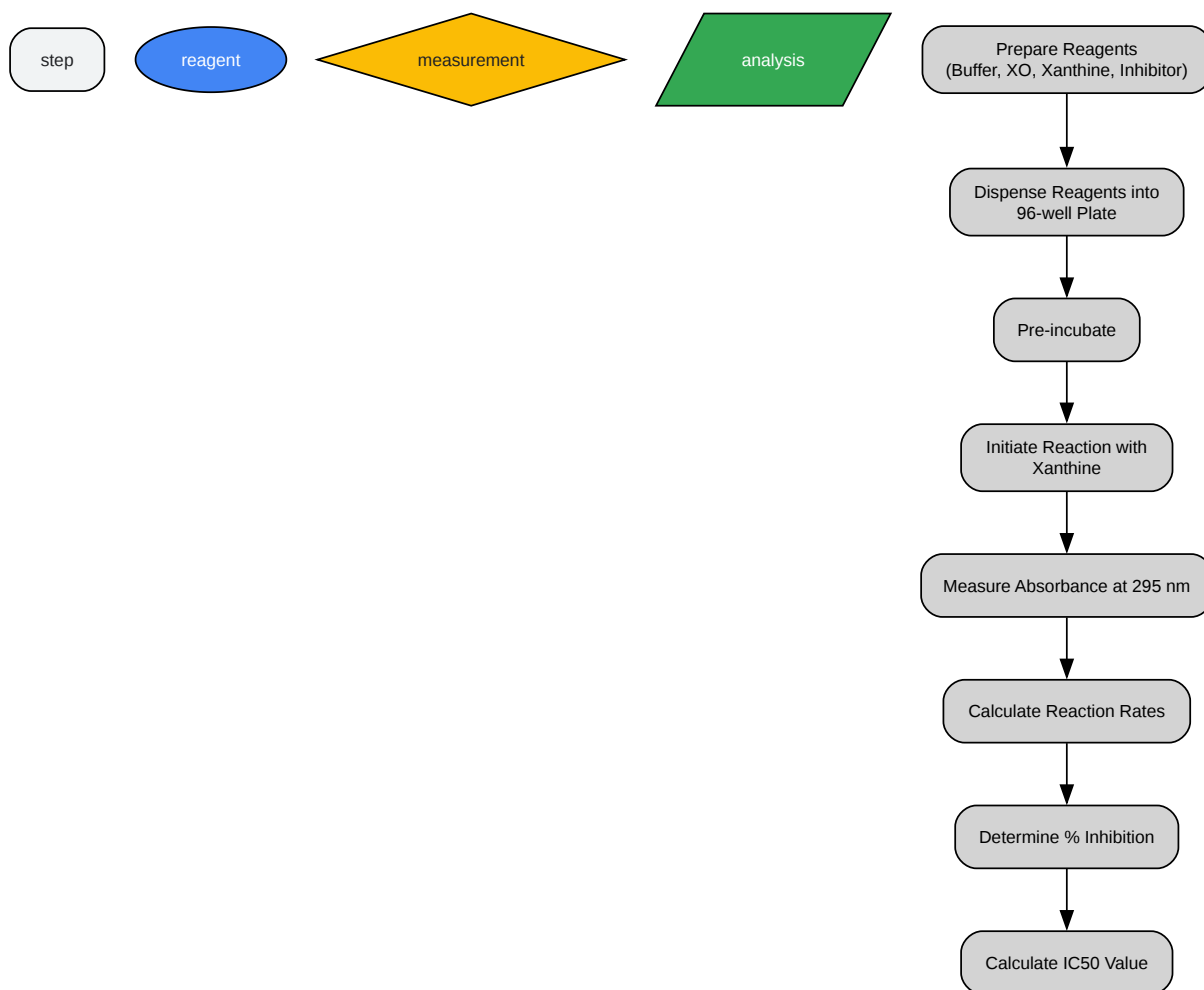 step
reagent
measurement
analysis
Prepare Reagents
(Buffer, XO, Xanthine, Inhibitor)
Dispense Reagents into
96-well Plate
Pre-incubate
Initiate Reaction with
Xanthine
Measure Absorbance at 295 nm
Calculate Reaction Rates
Determine % Inhibition
Calculate IC50 Value